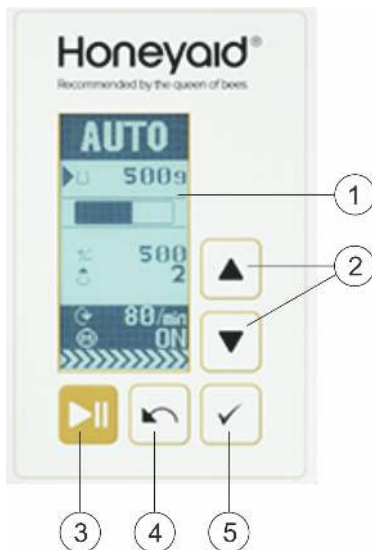 Honeyaid®
Recommended by the queen of bees
AUTO
500g
500
2
80/min
ON
1
2
3
4
5